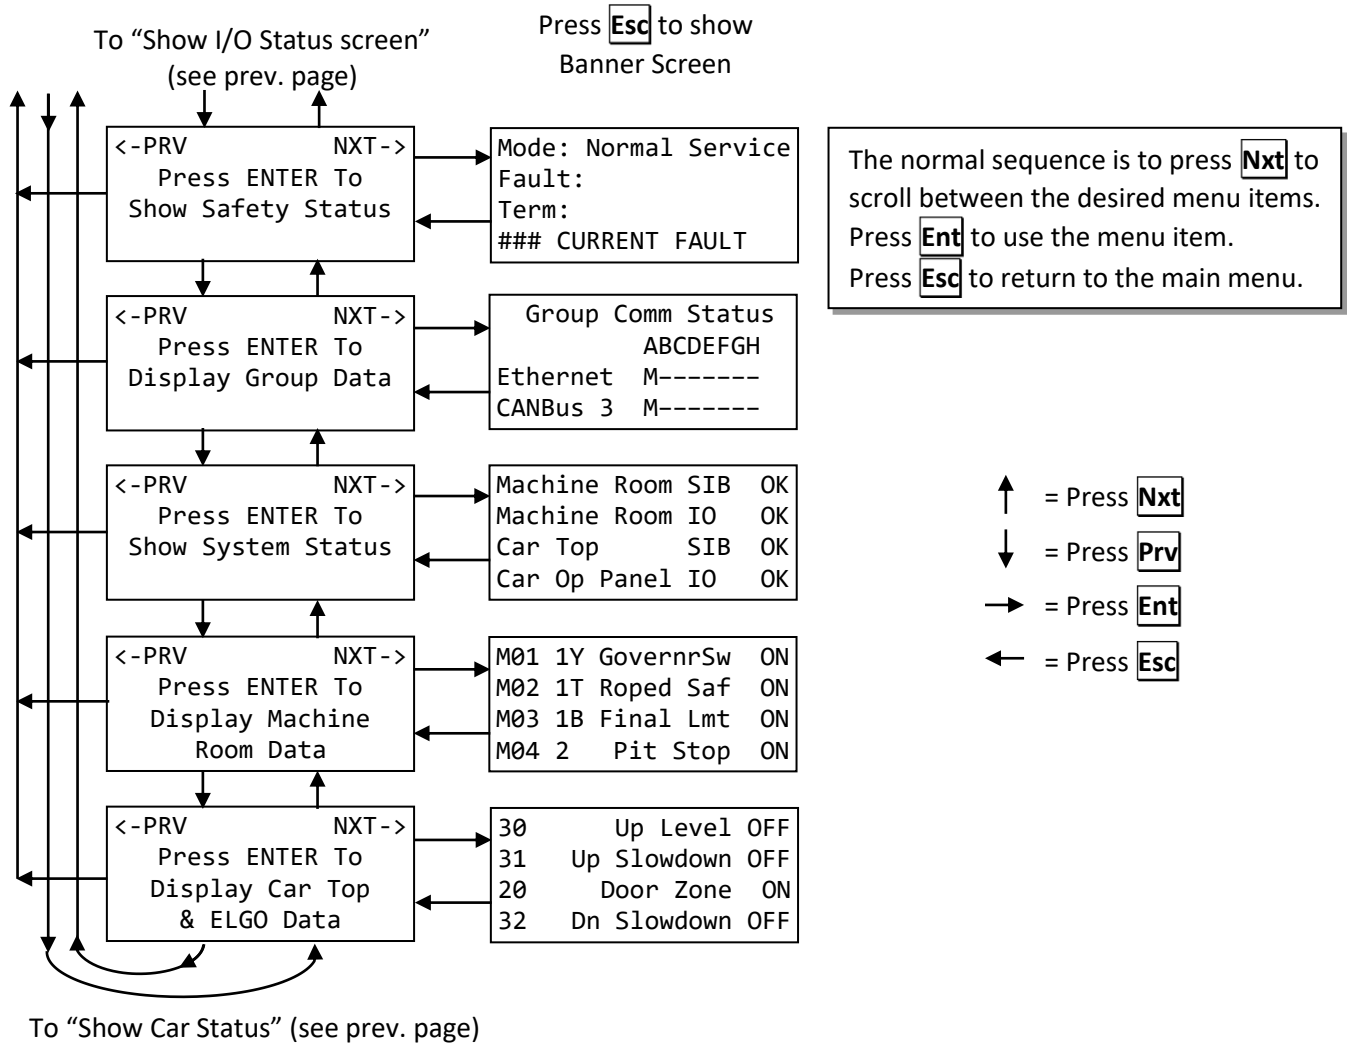 To “Show I/O Status screen”
(see prev. page)
Press Esc to show
Banner Screen
<-PRV NXT->
Press ENTER To
Show Safety Status
Mode: Normal Service
Fault:
Term:
### CURRENT FAULT
The normal sequence is to press Nxt to
scroll between the desired menu items.
Press Ent to use the menu item.
Press Esc to return to the main menu.
<-PRV NXT->
Press ENTER To
Display Group Data
Group Comm Status
ABCDEFGH
Ethernet M-------
CANBus 3 M-------
<-PRV NXT->
Press ENTER To
Show System Status
Machine Room SIB OK
Machine Room IO OK
Car Top SIB OK
Car Op Panel IO OK
= Press Nxt
= Press Prv
= Press Ent
= Press Esc
<-PRV NXT->
Press ENTER To
Display Machine
Room Data
M01 1Y GovernrSw ON
M02 1T Roped Saf ON
M03 1B Final Lmt ON
M04 2 Pit Stop ON
<-PRV NXT->
Press ENTER To
Display Car Top
& ELGO Data
30 Up Level OFF
31 Up Slowdown OFF
20 Door Zone ON
32 Dn Slowdown OFF
To “Show Car Status” (see prev. page)